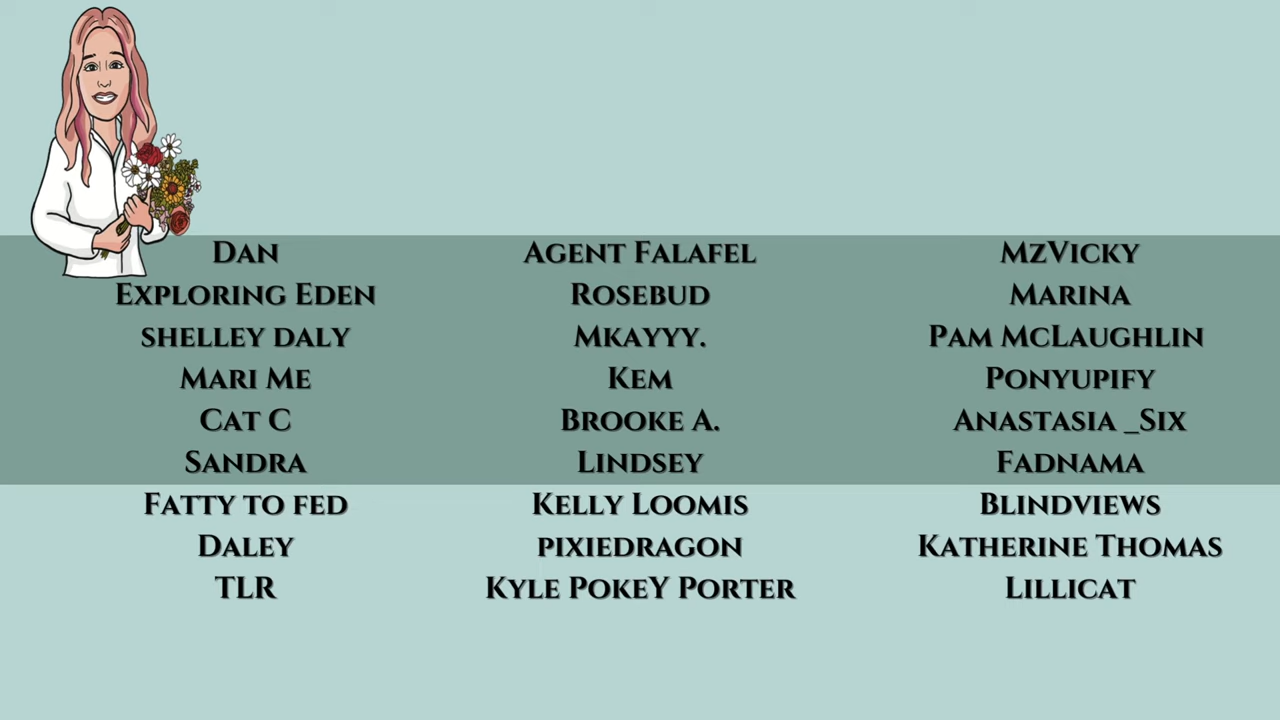 Dan Agent Falafel MzVicky
Exploring Eden Rosebud Marina
shelley daly Mkayyy. Pam McLaughlin
Mari Me Kem Ponyupify
Cat C Brooke A. Anastasia _Six
Sandra Lindsey Fadnama
Fatty to fed Kelly Loomis Blindviews
Daley pixiedragon Katherine Thomas
TLR Kyle PokeY Porter Lillicat